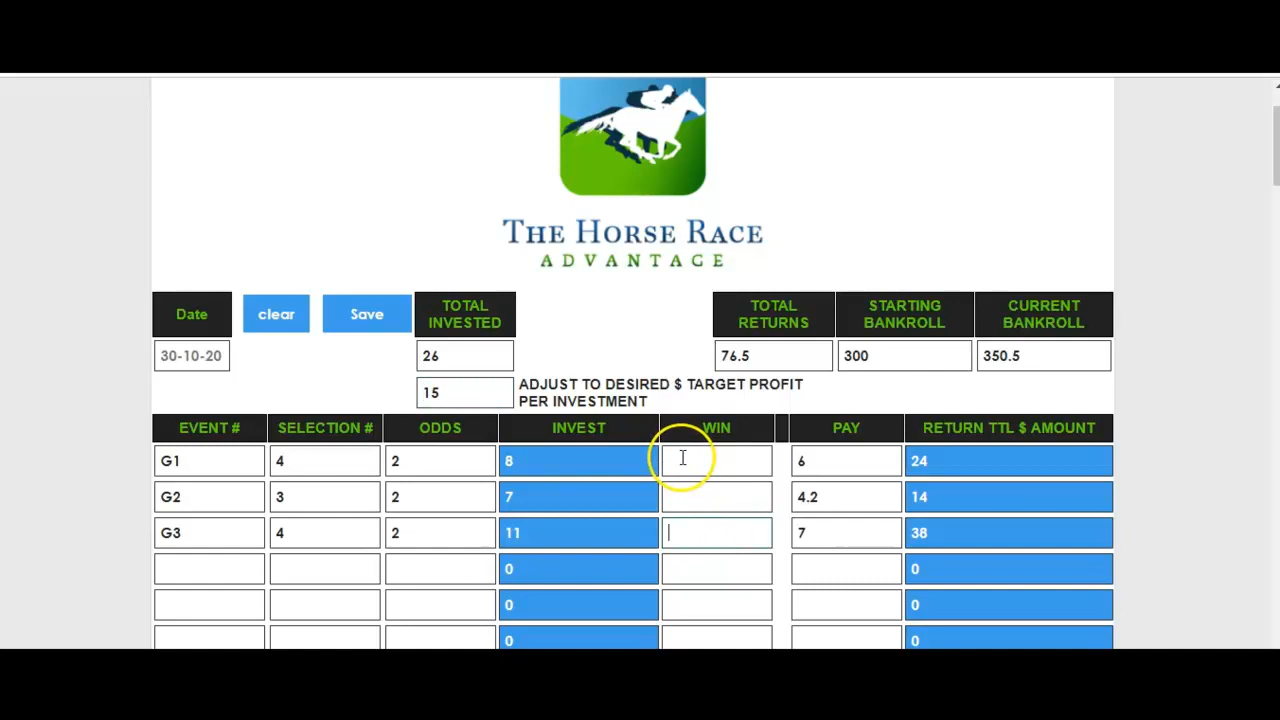 THE HORSE RACE
ADVANTAGE
Date
clear
Save
TOTAL
INVESTED
TOTAL
RETURNS
STARTING
BANKROLL
CURRENT
BANKROLL
30-10-20
26
76.5
300
350.5
15
ADJUST TO DESIRED $ TARGET PROFIT
PER INVESTMENT
EVENT # SELECTION # ODDS INVEST WIN PAY RETURN TTL $ AMOUNT
G1 4 2 8 6 24
G2 3 2 7 4.2 14
G3 4 2 11 7 38
0 0
0 0
0 0